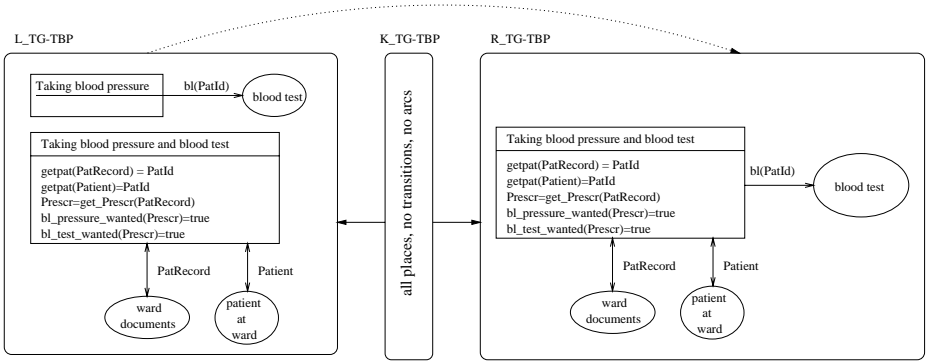 L_TG-TBP
Taking blood pressure
bl(PatId)
blood test
Taking blood pressure and blood test
getpat(PatRecord) = PatId
getpat(Patient)=PatId
Prescr=get_Prescr(PatRecord)
bl_pressure_wanted(Prescr)=true
bl_test_wanted(Prescr)=true
PatRecord
Patient
ward
documents
patient
at
ward
K_TG-TBP
all places, no transitions, no arcs
R_TG-TBP
Taking blood pressure and blood test
getpat(PatRecord) = PatId
getpat(Patient)=PatId
Prescr=get_Prescr(PatRecord)
bl_pressure_wanted(Prescr)=true
bl_test_wanted(Prescr)=true
bl(PatId)
blood test
PatRecord
Patient
ward
documents
patient
at
ward